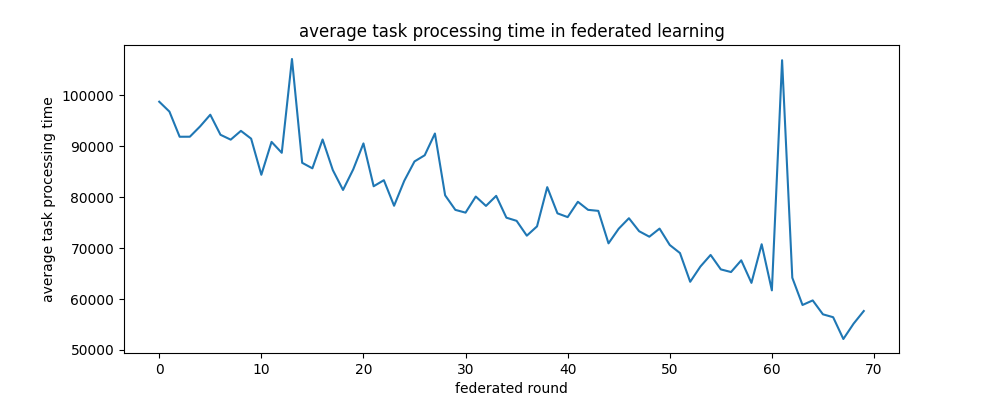 average task processing time in federated learning
average task processing time
100000
90000
80000
70000
60000
50000
0 10 20 30 40 50 60 70
federated round